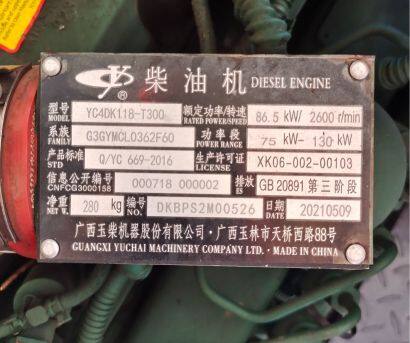 柴油机 DIESEL ENGINE
型号 MODEL YC4DK118-T300 额定功率/转速 RATED POWER/SPEED 86.5 kW/ 2600 r/min
系族 FAMILY G3GYMCL0362F60 功率段 POWER RANGE 75 kW- 130 kW
产品标准 STD Q/YC 669-2016 生产许可证 LICENSE XK06-002-00103
信息公开编号 CNFCG3000158 000718 000002 排放 ES GB 20891 第三阶段
净重 WEIGHT 280 kg 编号 NO. DKBPS2M00526 日期 DATE 20210509
广西玉柴机器股份有限公司·广西玉林市天桥西路88号
GUANGXI YUCHAI MACHINERY COMPANY LTD. · MADE IN CHINA